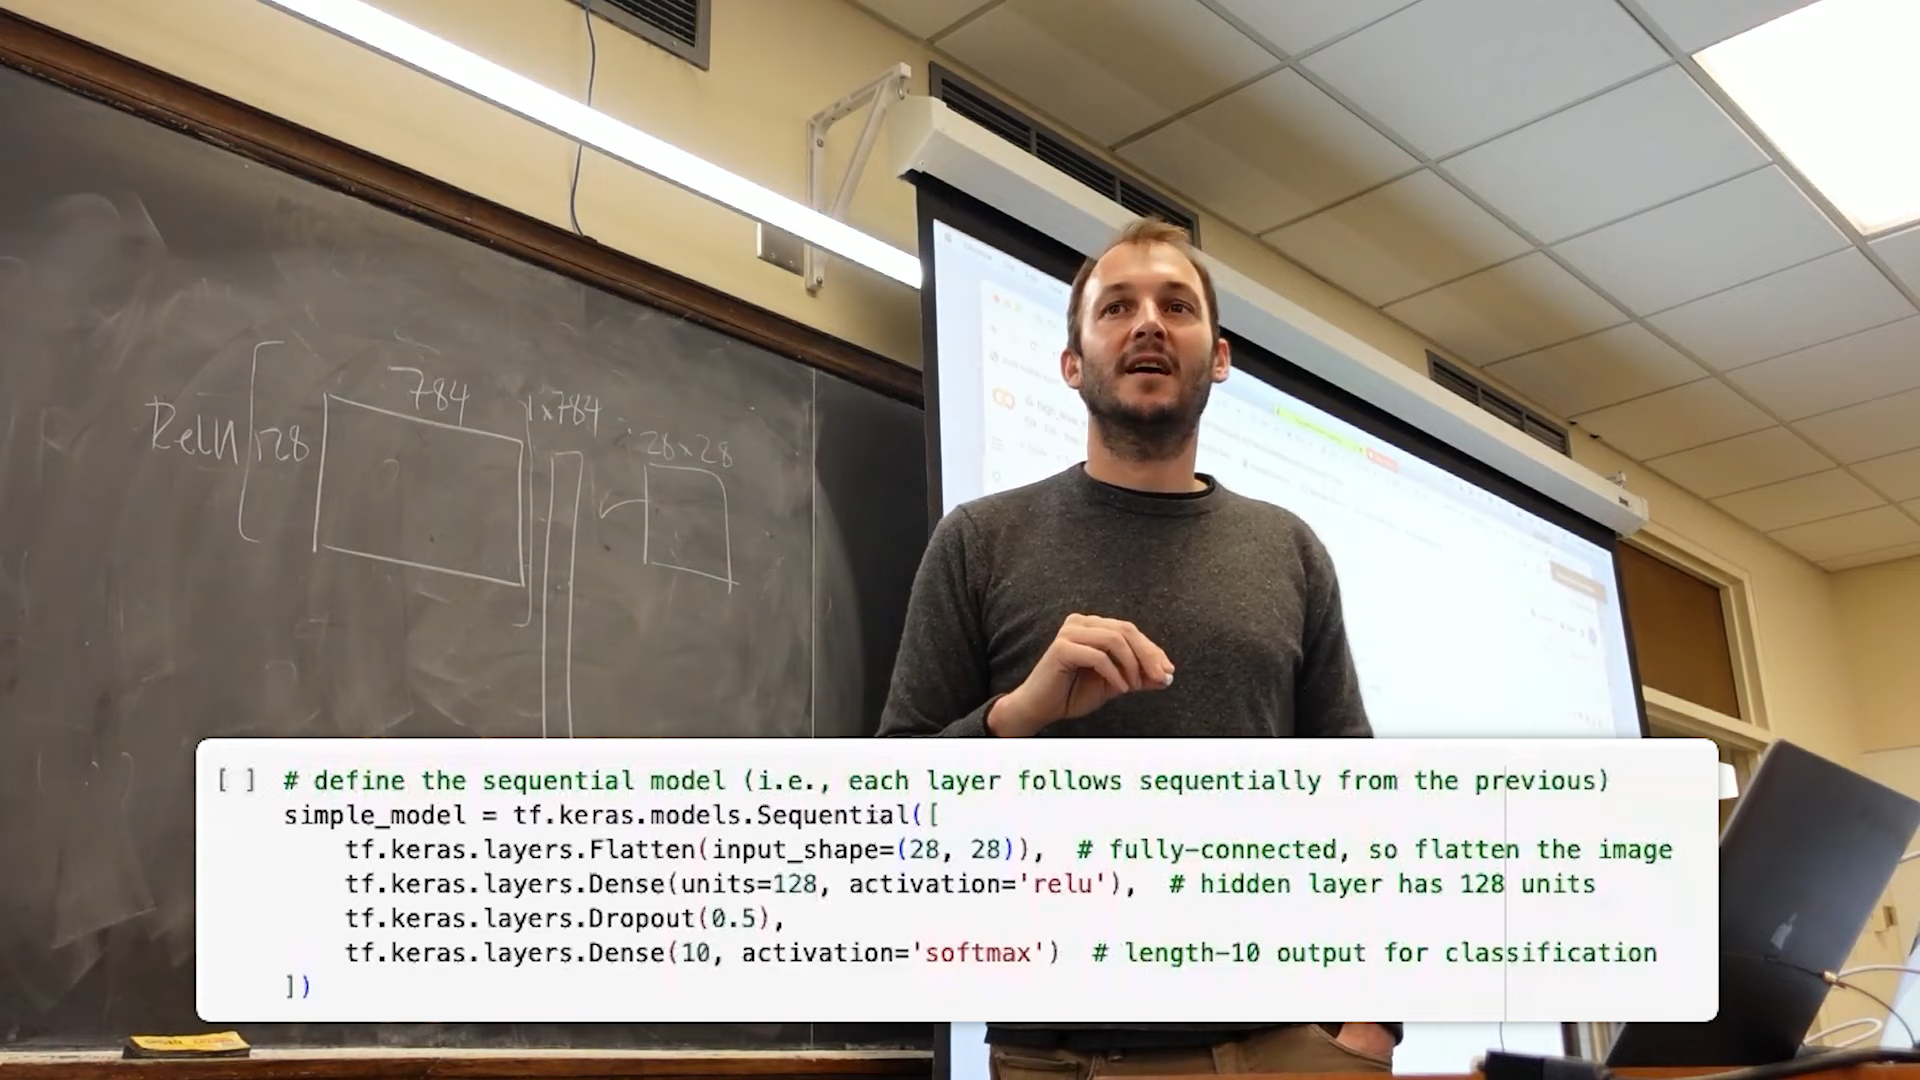 784
1x784
28x28
Relu 128
[ ] # define the sequential model (i.e., each layer follows sequentially from the previous)
simple_model = tf.keras.models.Sequential([
tf.keras.layers.Flatten(input_shape=(28, 28)),  # fully-connected, so flatten the image
tf.keras.layers.Dense(units=128, activation='relu'),  # hidden layer has 128 units
tf.keras.layers.Dropout(0.5),
tf.keras.layers.Dense(10, activation='softmax')  # length-10 output for classification
])